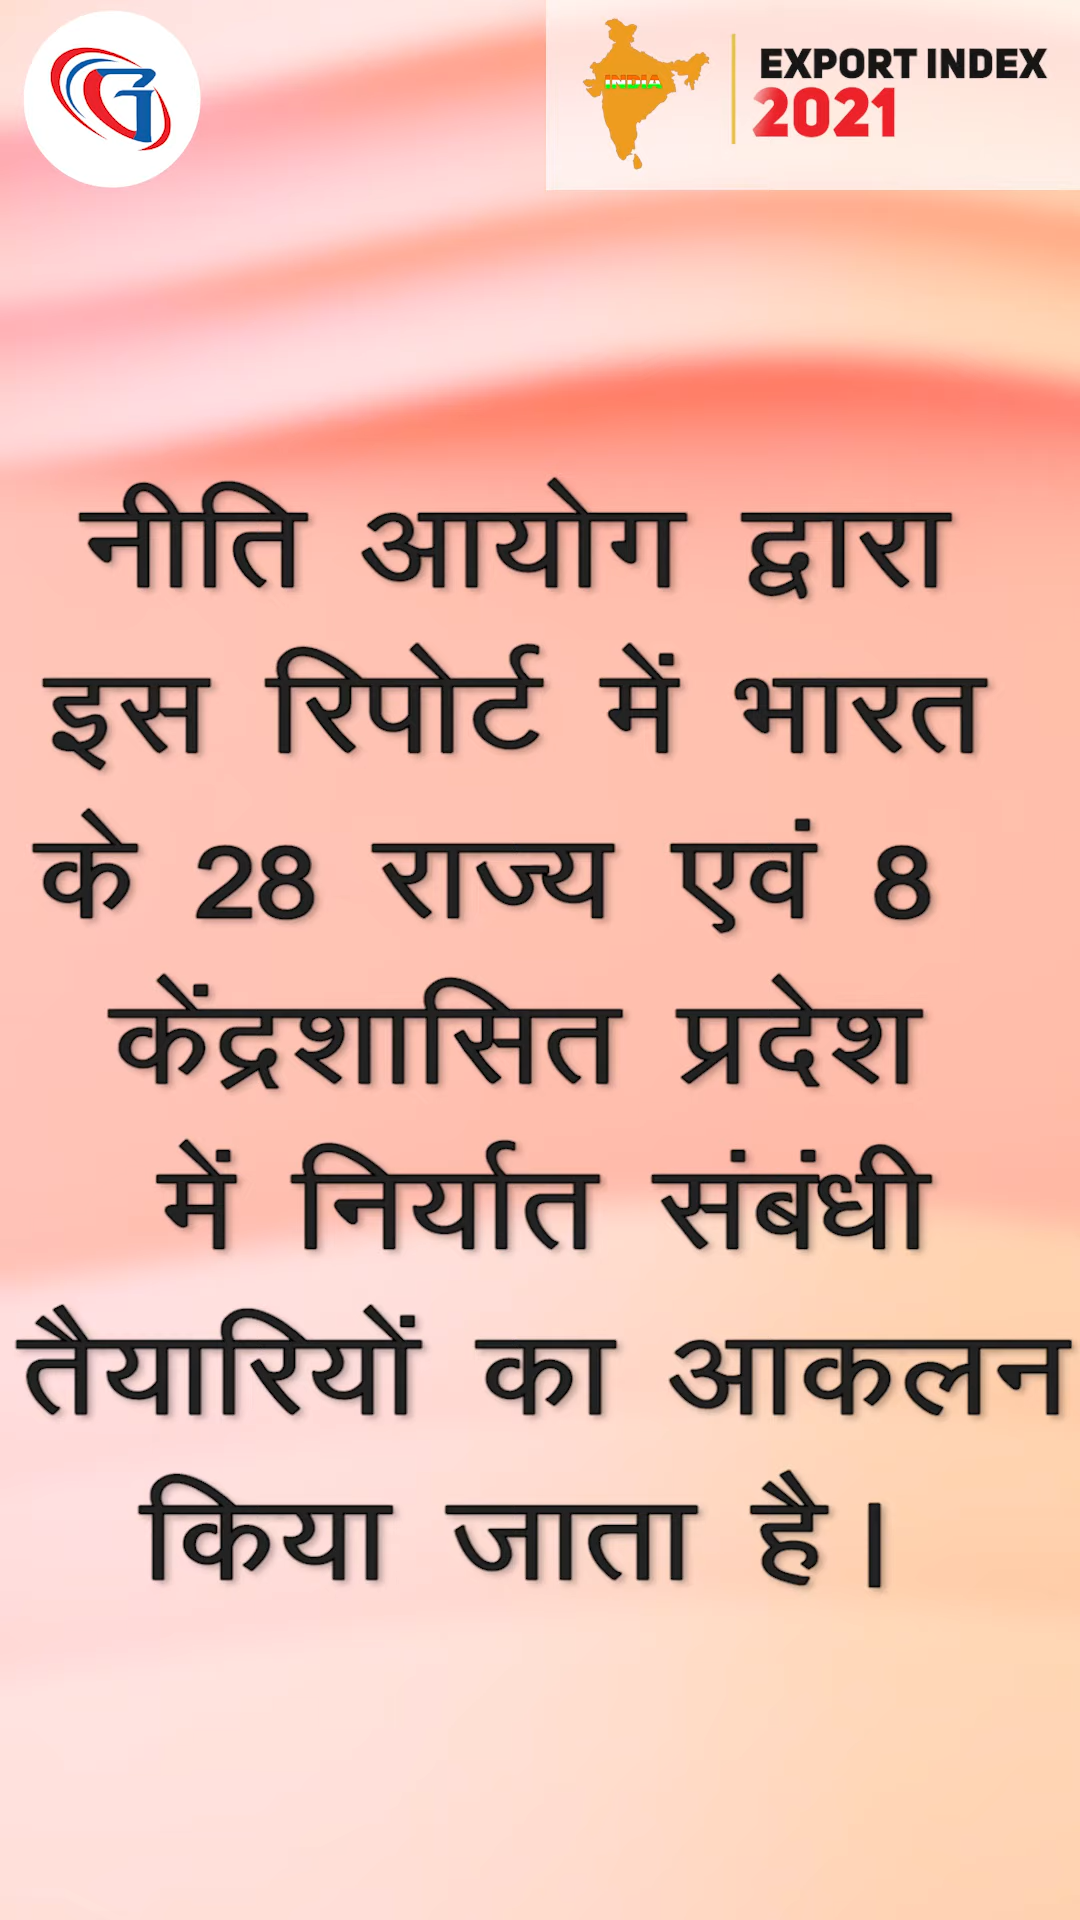 INDIA
EXPORT INDEX
2021
नीति आयोग द्वारा
इस रिपोर्ट में भारत
के 28 राज्य एवं 8
केंद्रशासित प्रदेश
में निर्यात संबंधी
तैयारियों का आकलन
किया जाता है।